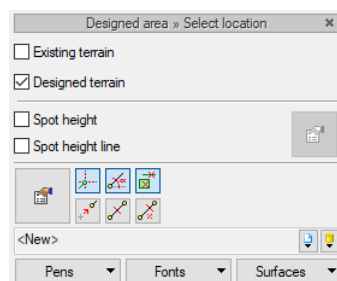 Designed area » Select location
Existing terrain
Designed terrain
Spot height
Spot height line
<New>
Pens Fonts Surfaces